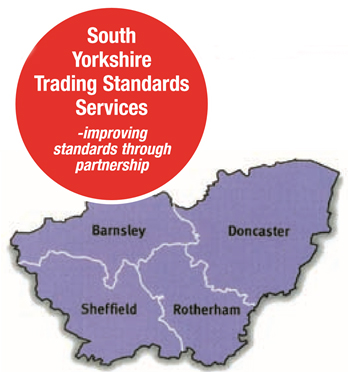 South
Yorkshire
Trading Standards
Services
-improving
standards through
partnership
Barnsley
Doncaster
Sheffield
Rotherham